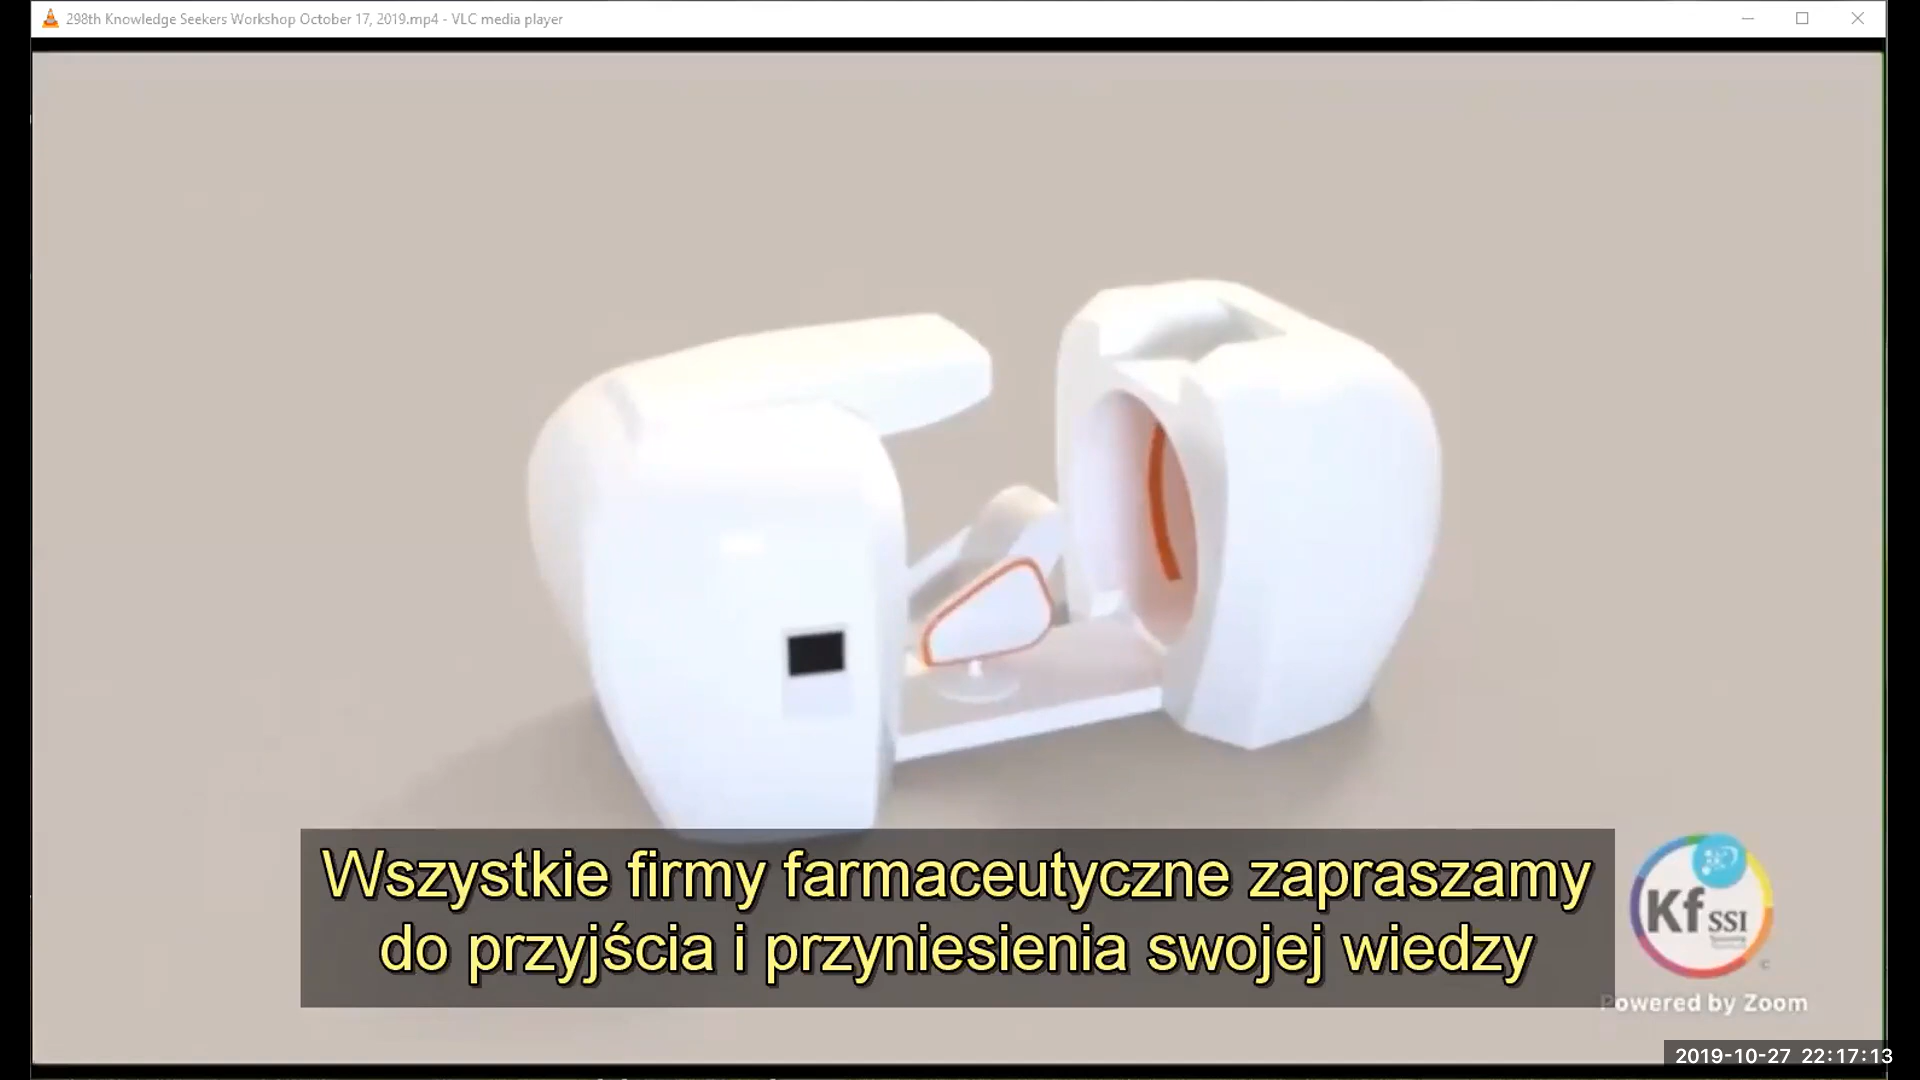 298th Knowledge Seekers Workshop October 17, 2019.mp4 - VLC media player
Wszystkie firmy farmaceutyczne zapraszamy
do przyjścia i przyniesienia swojej wiedzy
Kf SSI
Powered by Zoom
2019-10-27 22:17:13